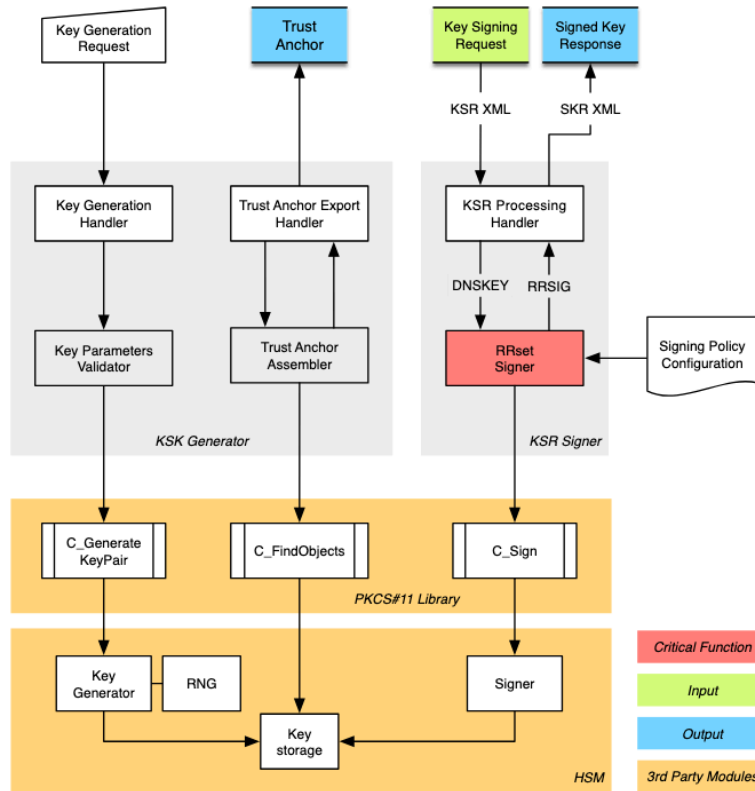 Key Generation
Request
Trust
Anchor
Key Signing
Request
Signed Key
Response
KSR XML
SKR XML
Key Generation
Handler
Trust Anchor Export
Handler
KSR Processing
Handler
DNSKEY
RRSIG
Key Parameters
Validator
Trust Anchor
Assembler
RRset
Signer
Signing Policy
Configuration
KSK Generator
KSR Signer
C_Generate
KeyPair
C_FindObjects
C_Sign
PKCS#11 Library
Key
Generator
RNG
Signer
Key
storage
HSM
Critical Function
Input
Output
3rd Party Modules